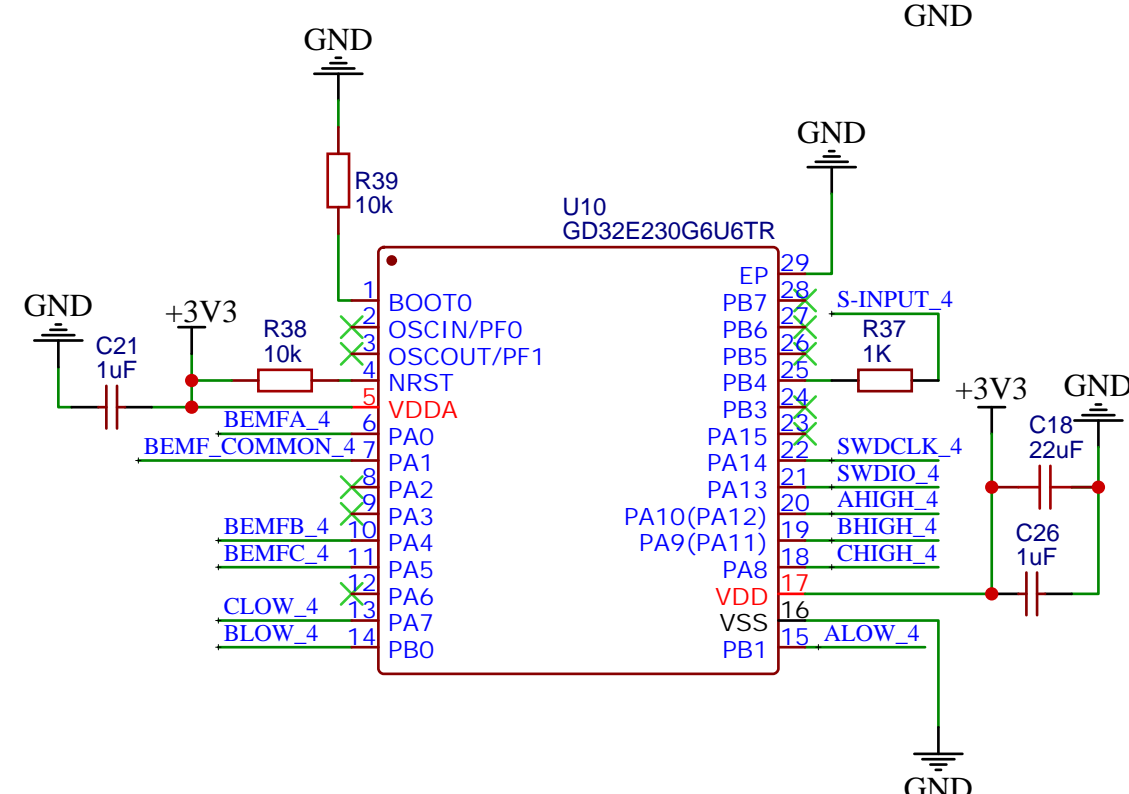 GND
GND
GND
R39
10k
U10
GD32E230G6U6TR
GND
+3V3
C21
1uF
R38
10k
1
2
3
4
5
6
7
8
9
10
11
12
13
14
BOOT0
OSCIN/PF0
OSCOUT/PF1
NRST
VDDA
PA0
PA1
PA2
PA3
PA4
PA5
PA6
PA7
PB0
BEMFA_4
BEMF_COMMON_4
BEMFB_4
BEMFC_4
CLOW_4
BLOW_4
EP
PB7
PB6
PB5
PB4
PB3
PA15
PA14
PA13
PA10(PA12)
PA9(PA11)
PA8
VDD
VSS
PB1
29
28
27
26
25
24
23
22
21
20
19
18
17
16
15
S-INPUT_4
R37
1K
SWDCLK_4
SWDIO_4
AHIGH_4
BHIGH_4
CHIGH_4
ALOW_4
+3V3
GND
C18
22uF
C26
1uF
GND